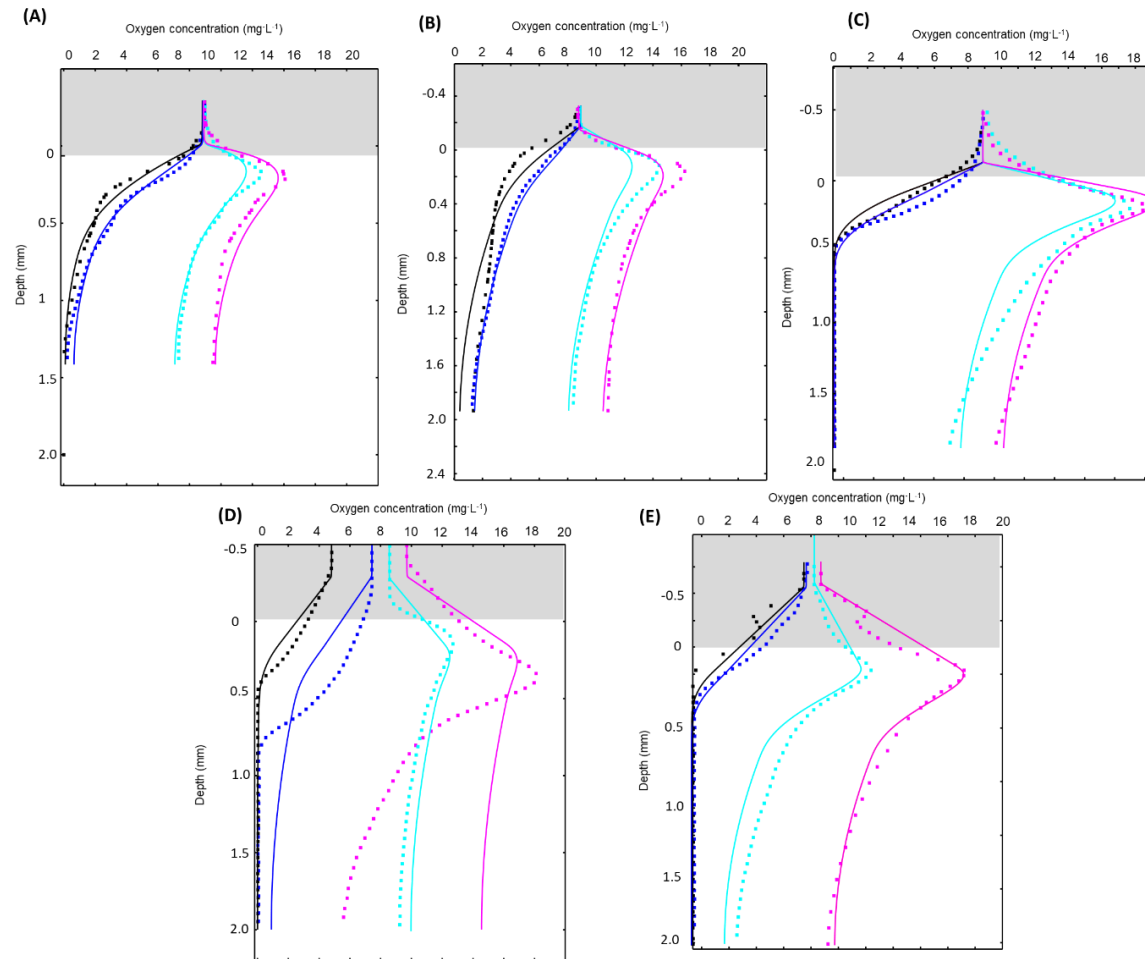 (A)
Oxygen concentration (mg·L⁻¹)
0 2 4 6 8 10 12 14 16 18 20
Depth (mm)
0
0.5
1
1.5
2.0
(B)
Oxygen concentration (mg·L⁻¹)
0 2 4 6 8 10 12 14 16 18 20
Depth (mm)
-0.4
0
0.4
0.8
1.2
1.6
2.0
2.4
(C)
Oxygen concentration (mg·L⁻¹)
0 2 4 6 8 9 10 12 14 16 18
Depth (mm)
-0.5
0
0.5
1.0
1.5
2.0
(D)
Oxygen concentration (mg·L⁻¹)
0 2 4 6 8 10 12 14 16 18 20
Depth (mm)
-0.5
0
0.5
1.0
1.5
2.0
(E)
Oxygen concentration (mg·L⁻¹)
0 2 4 6 8 10 12 14 16 18 20
Depth (mm)
-0.5
0
0.5
1.0
1.5
2.0